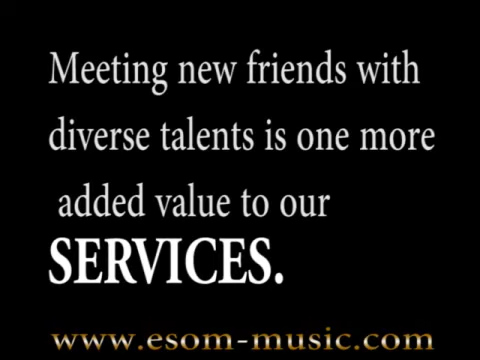 Meeting new friends with
diverse talents is one more
added value to our
SERVICES.
www.esom-music.com